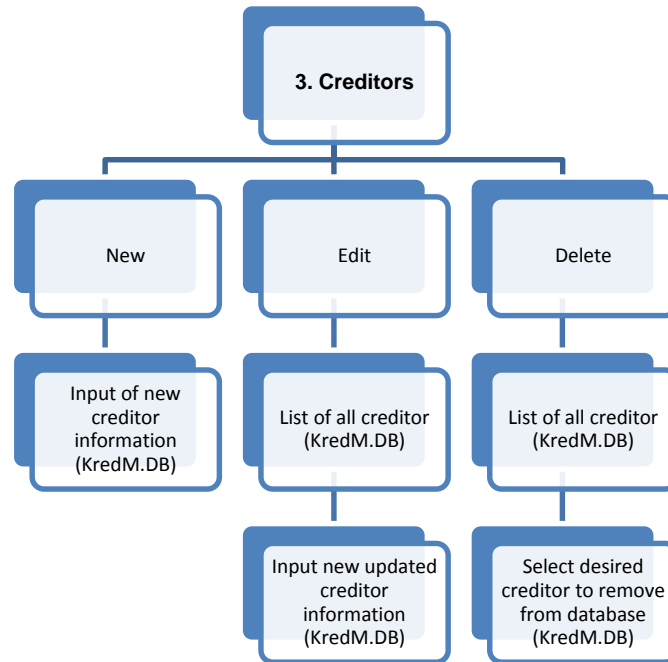 3. Creditors
New
Edit
Delete
Input of new
creditor
information
(KredM.DB)
List of all creditor
(KredM.DB)
List of all creditor
(KredM.DB)
Input new updated
creditor
information
(KredM.DB)
Select desired
creditor to remove
from database
(KredM.DB)